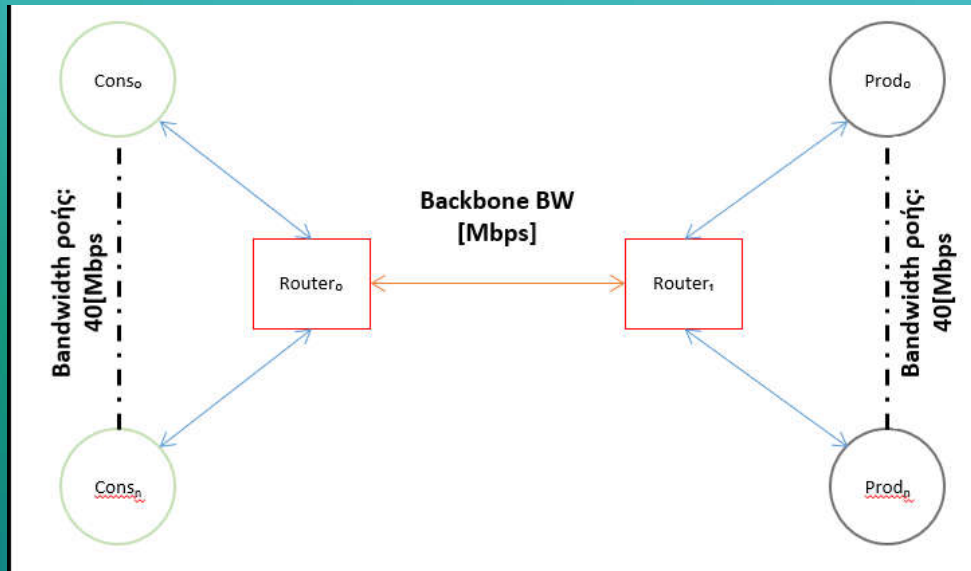 Cons₀
Prod₀
Bandwidth ροής:
40[Mbps
Backbone BW
[Mbps]
Router₀
Router₁
Bandwidth ροής:
40[Mbps
Consₙ
Prodₙ